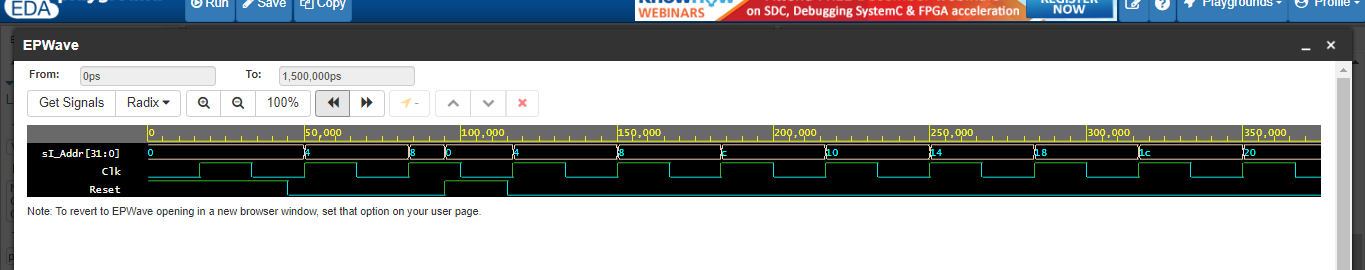 EDA
Run Save Copy
KnowHow
WEBINARS
on SDC, Debugging SystemC & FPGA acceleration
REGISTER
NOW
Playgrounds
Profile
EPWave
From: 0ps To: 1,500,000ps
Get Signals Radix 100% -
0 50,000 100,000 150,000 200,000 250,000 300,000 350,000
sI_Addr[31:0] 0 4 8 0 4 8 c 10 14 18 1c 20
Clk
Reset
Note: To revert to EPWave opening in a new browser window, set that option on your user page.